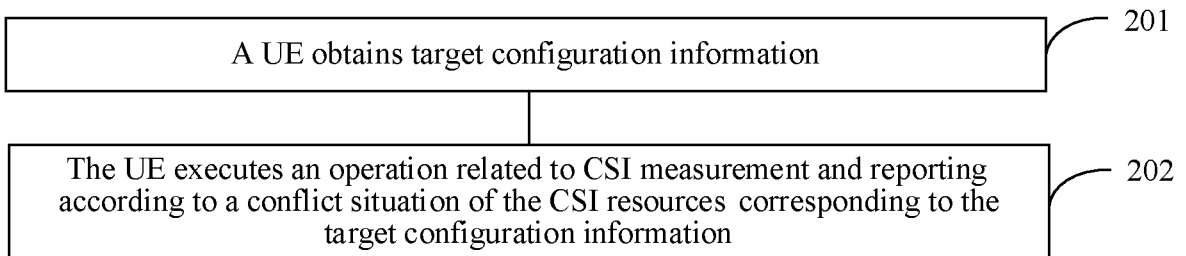 201
A UE obtains target configuration information
The UE executes an operation related to CSI measurement and reporting
according to a conflict situation of the CSI resources corresponding to the
target configuration information
202